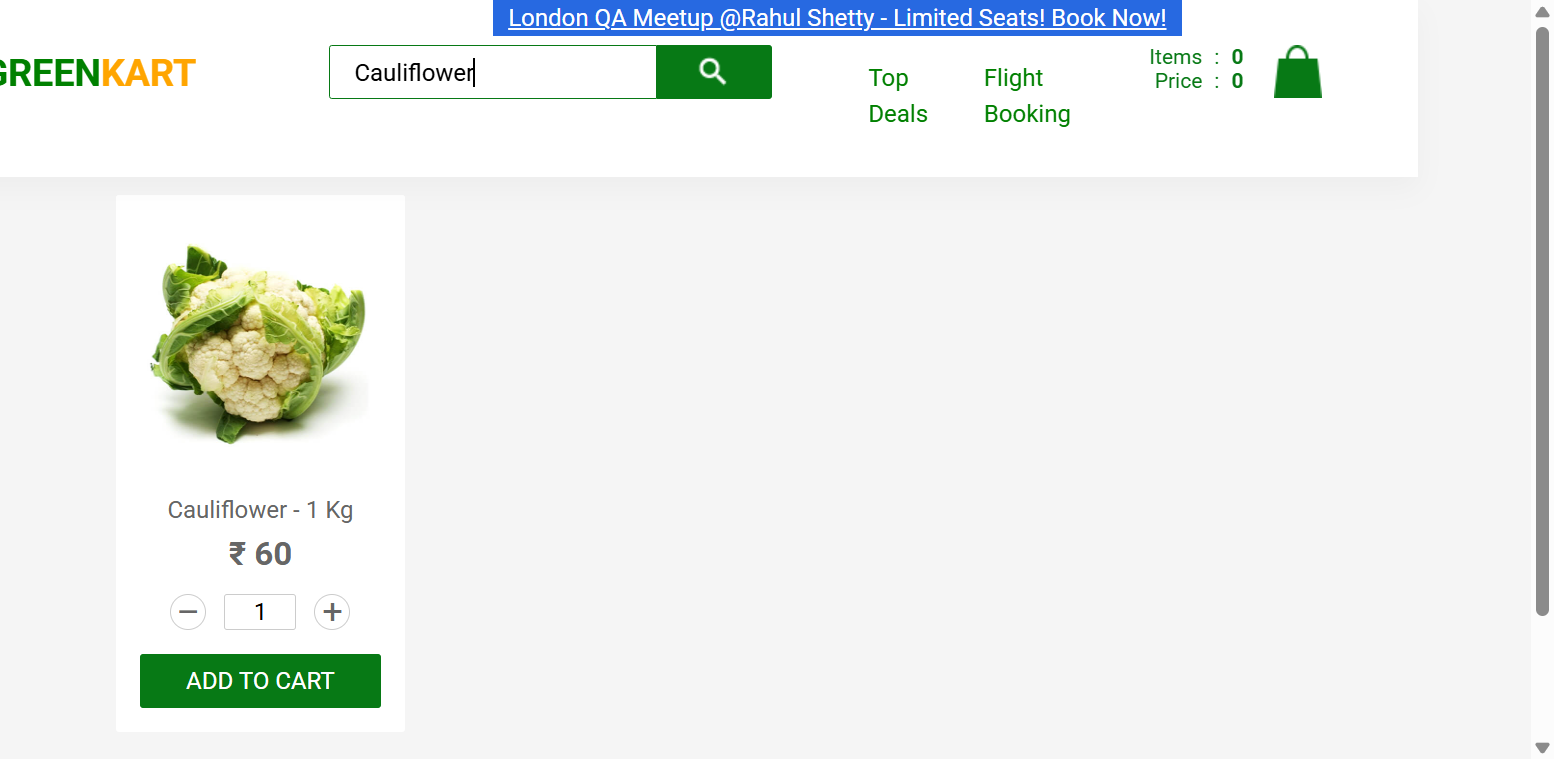 London QA Meetup @Rahul Shetty - Limited Seats! Book Now!
GREENKART
Cauliflower
Top
Deals
Flight
Booking
Items : 0
Price : 0
Cauliflower - 1 Kg
₹ 60
1
ADD TO CART